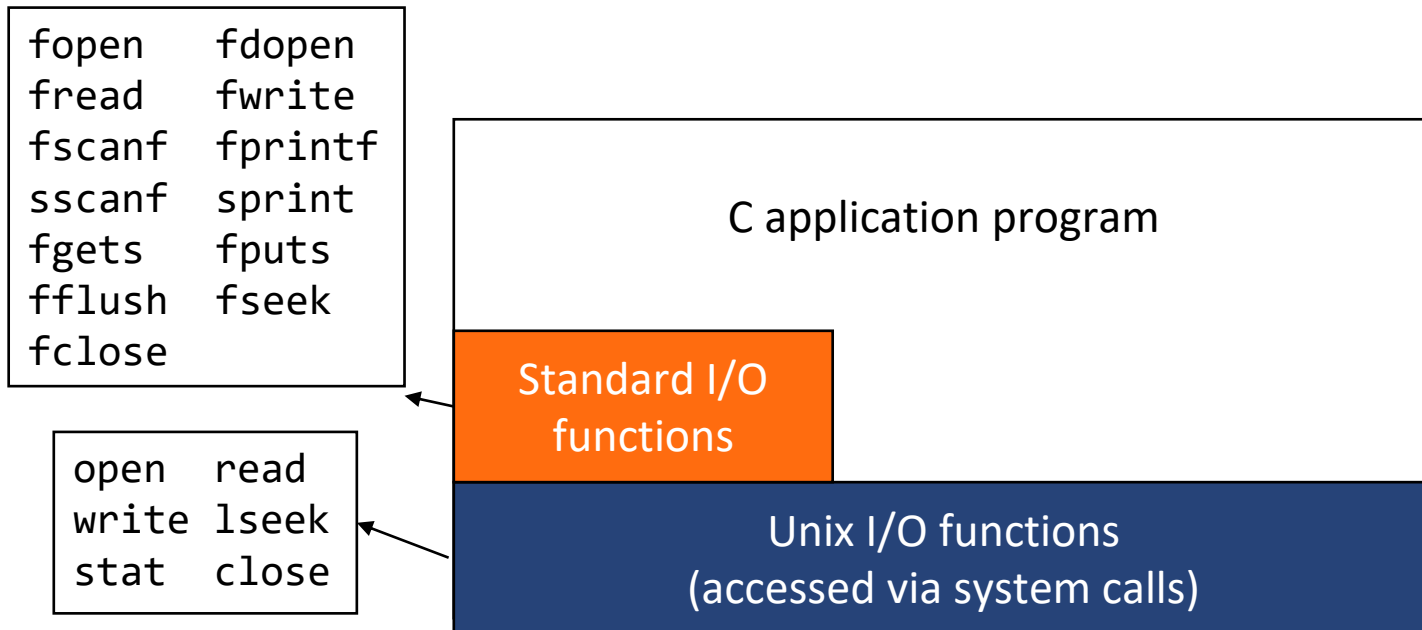 fopen fdopen
fread fwrite
fscanf fprintf
sscanf sprint
fgets fputs
fflush fseek
fclose
C application program
Standard I/O
functions
open read
write lseek
stat close
Unix I/O functions
(accessed via system calls)